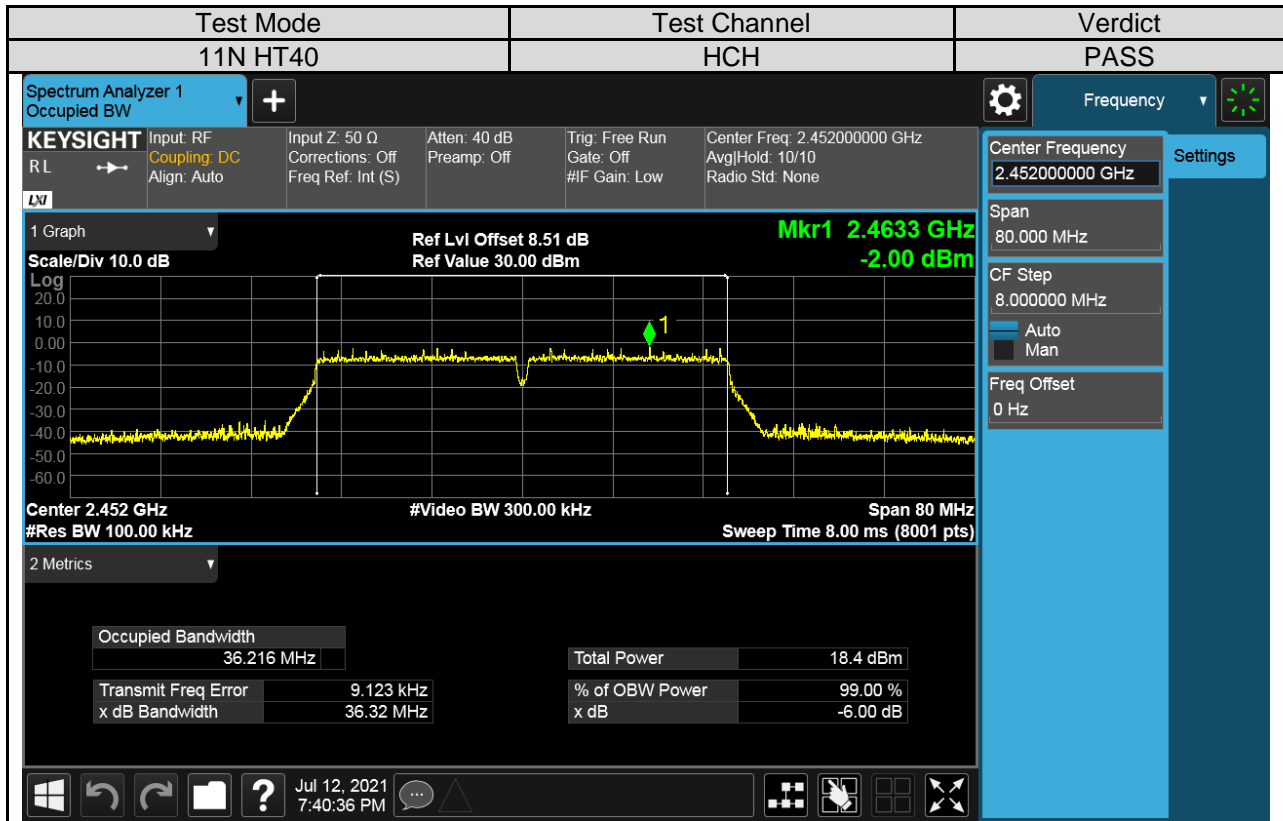 Test Mode Test Channel Verdict
11N HT40 HCH PASS
Spectrum Analyzer 1
Occupied BW
Frequency
KEYSIGHT
R L
LXI
Input: RF
Coupling: DC
Align: Auto
Input Z: 50 Ω
Corrections: Off
Freq Ref: Int (S)
Atten: 40 dB
Preamp: Off
Trig: Free Run
Gate: Off
#IF Gain: Low
Center Freq: 2.452000000 GHz
Avg|Hold: 10/10
Radio Std: None
Center Frequency
2.452000000 GHz
Settings
Span
80.000 MHz
CF Step
8.000000 MHz
Auto
Man
Freq Offset
0 Hz
1 Graph
Scale/Div 10.0 dB
Ref Lvl Offset 8.51 dB
Ref Value 30.00 dBm
Mkr1 2.4633 GHz
-2.00 dBm
Log
20.0
10.0
0.00
-10.0
-20.0
-30.0
-40.0
-50.0
-60.0
1
Center 2.452 GHz #Video BW 300.00 kHz Span 80 MHz
#Res BW 100.00 kHz Sweep Time 8.00 ms (8001 pts)
2 Metrics
Occupied Bandwidth
36.216 MHz
Total Power 18.4 dBm
Transmit Freq Error 9.123 kHz % of OBW Power 99.00 %
x dB Bandwidth 36.32 MHz x dB -6.00 dB
Jul 12, 2021
7:40:36 PM